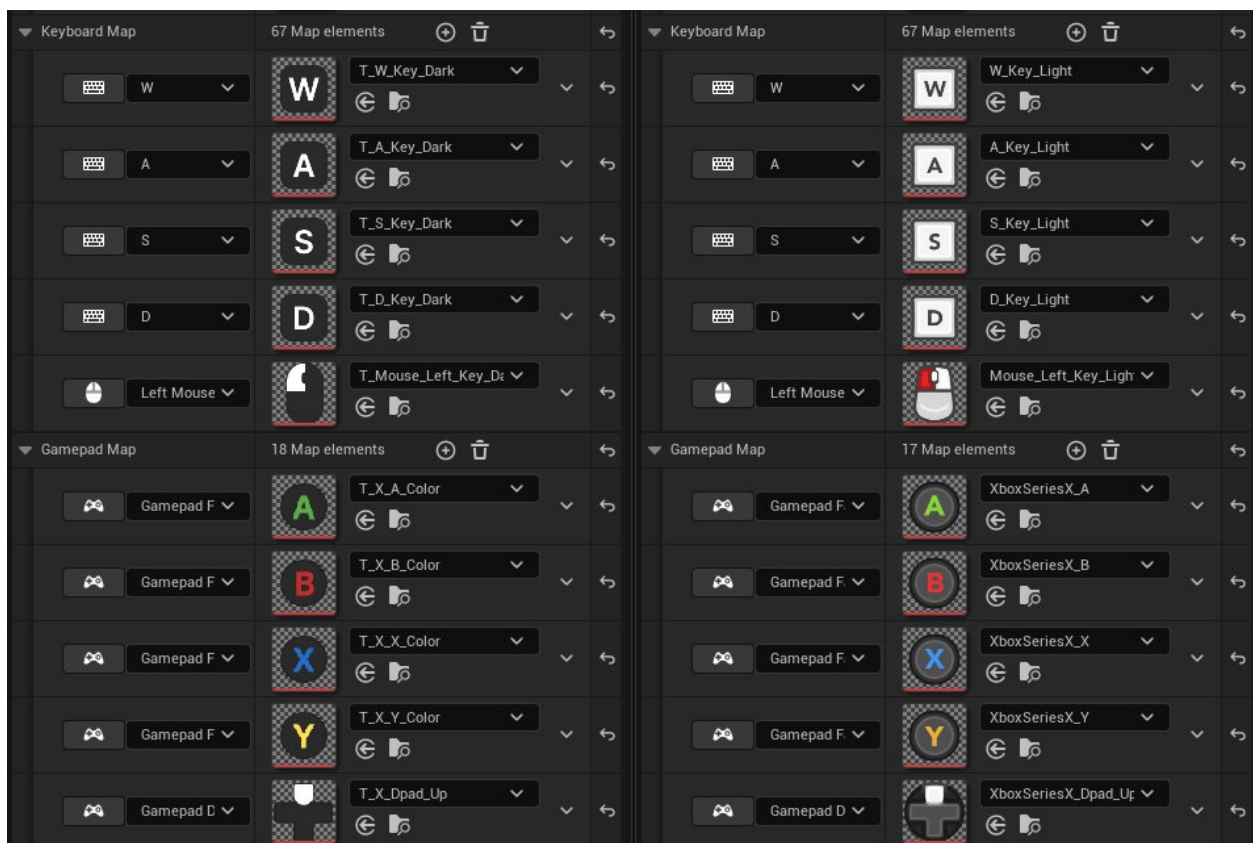 Keyboard Map 67 Map elements
W W T_W_Key_Dark
A A T_A_Key_Dark
S S T_S_Key_Dark
D D T_D_Key_Dark
Left Mouse T_Mouse_Left_Key_Da
Gamepad Map 18 Map elements
Gamepad F A T_X_A_Color
Gamepad F B T_X_B_Color
Gamepad F X T_X_X_Color
Gamepad F Y T_X_Y_Color
Gamepad D T_X_Dpad_Up
Keyboard Map 67 Map elements
W W W_Key_Light
A A A_Key_Light
S S S_Key_Light
D D D_Key_Light
Left Mouse Mouse_Left_Key_Ligh
Gamepad Map 17 Map elements
Gamepad F A XboxSeriesX_A
Gamepad F B XboxSeriesX_B
Gamepad F X XboxSeriesX_X
Gamepad F Y XboxSeriesX_Y
Gamepad D XboxSeriesX_Dpad_Up